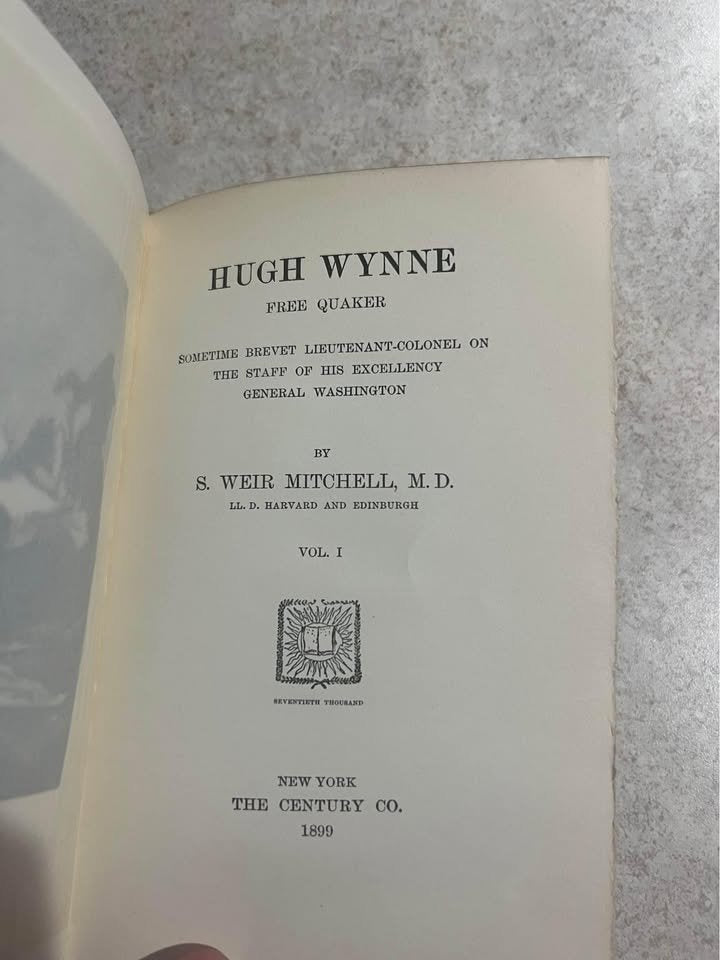 HUGH WYNNE
FREE QUAKER
SOMETIME BREVET LIEUTENANT-COLONEL ON
THE STAFF OF HIS EXCELLENCY
GENERAL WASHINGTON
BY
S. WEIR MITCHELL, M.D.
LL. D. HARVARD AND EDINBURGH
VOL. I
SEVENTIETH THOUSAND
NEW YORK
THE CENTURY CO.
1899